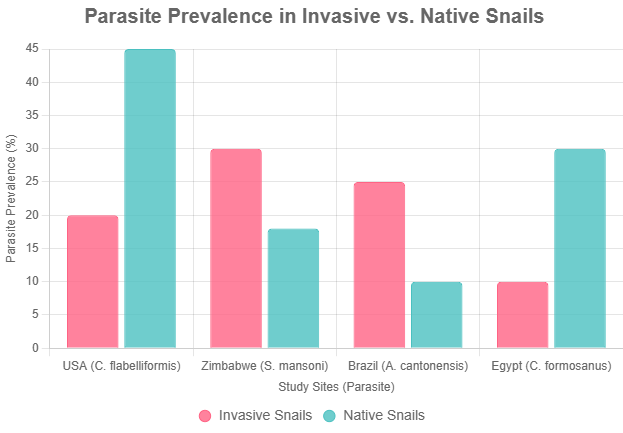 Parasite Prevalence in Invasive vs. Native Snails
Parasite Prevalence (%)
45
40
35
30
25
20
15
10
5
0
USA (C. flabelliformis) Zimbabwe (S. mansoni) Brazil (A. cantonensis) Egypt (C. formosanus)
Study Sites (Parasite)
Invasive Snails Native Snails